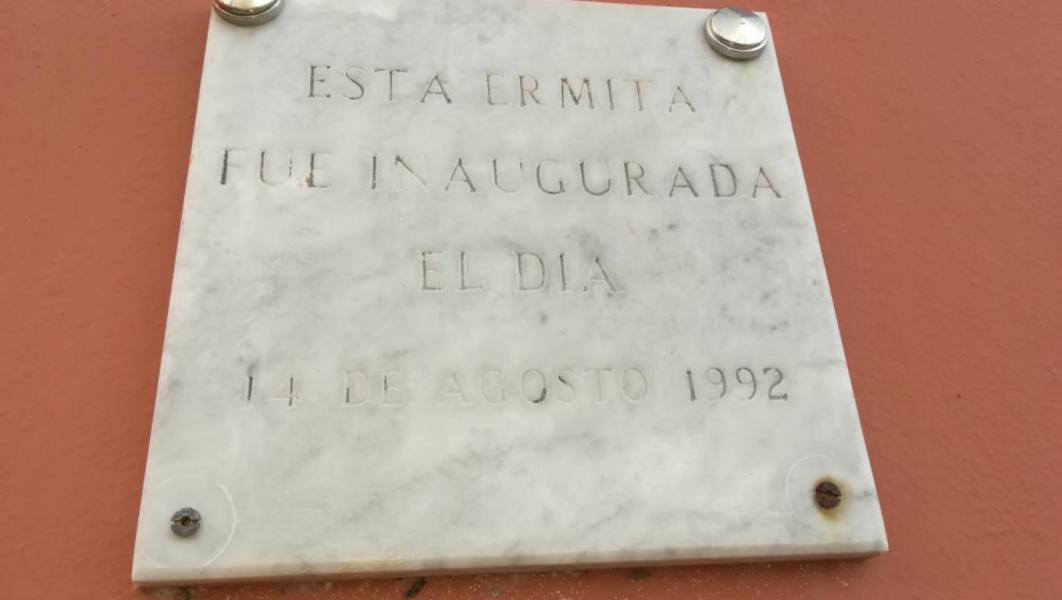 ESTA ERMITA
FUE INAUGURADA
EL DIA
14 DE AGOSTO 1992